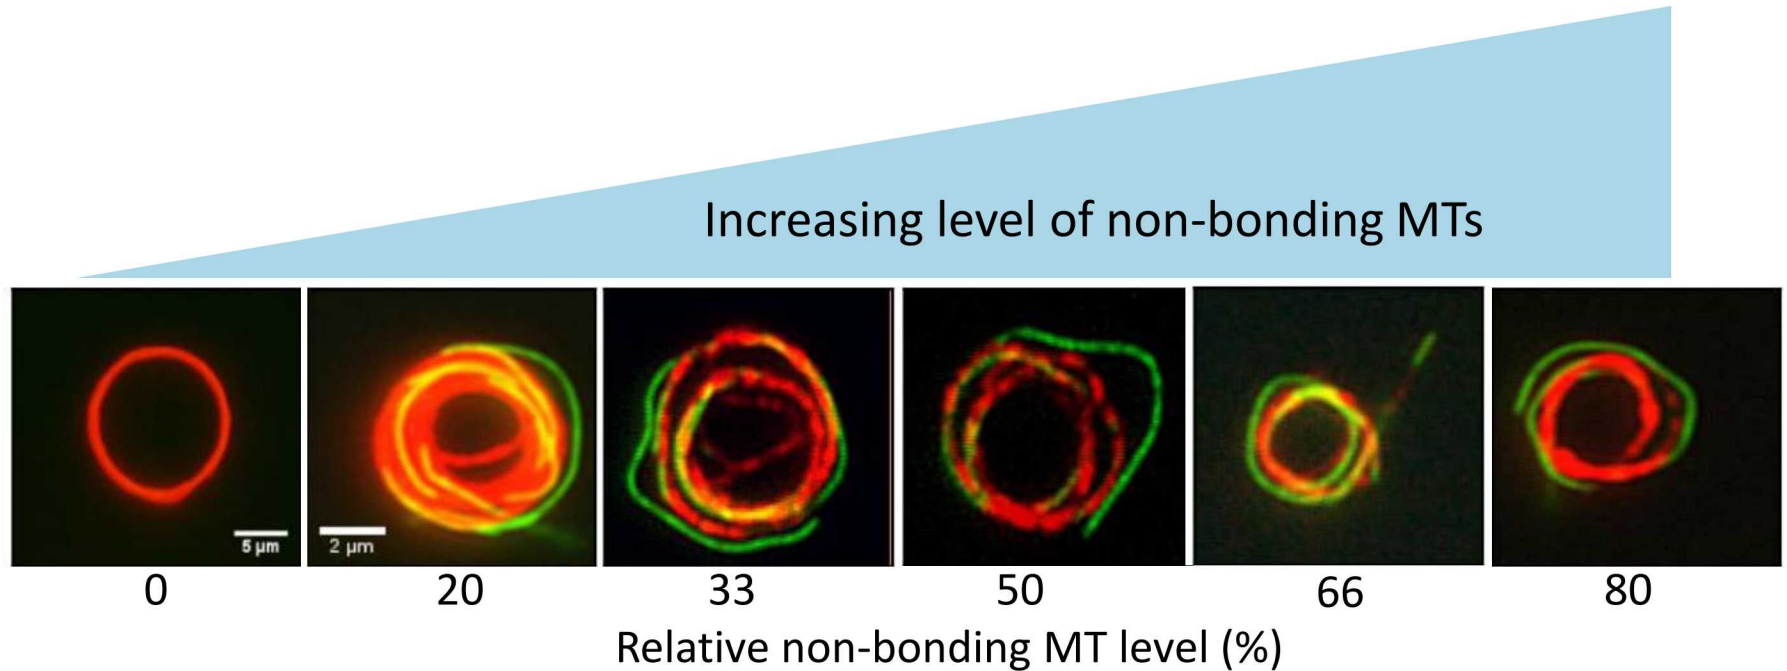 Increasing level of non-bonding MTs
5 µm
2 µm
0 20 33 50 66 80
Relative non-bonding MT level (%)